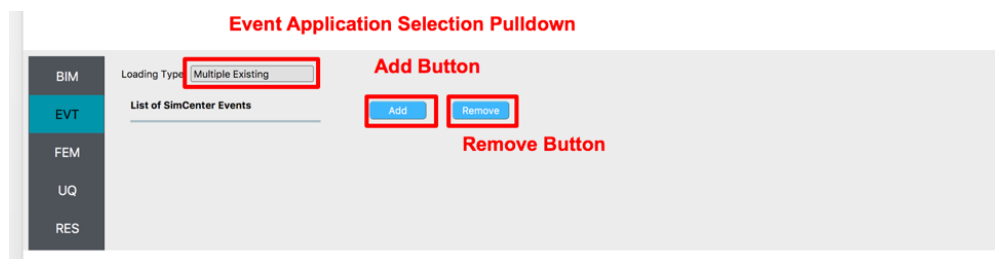 Event Application Selection Pulldown
BIM
Loading Type Multiple Existing
Add Button
EVT
List of SimCenter Events
Add
Remove
Remove Button
FEM
UQ
RES